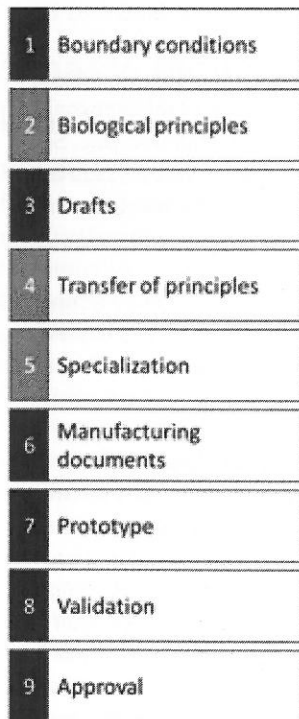 1 Boundary conditions
2 Biological principles
3 Drafts
4 Transfer of principles
5 Specialization
6 Manufacturing
documents
7 Prototype
8 Validation
9 Approval